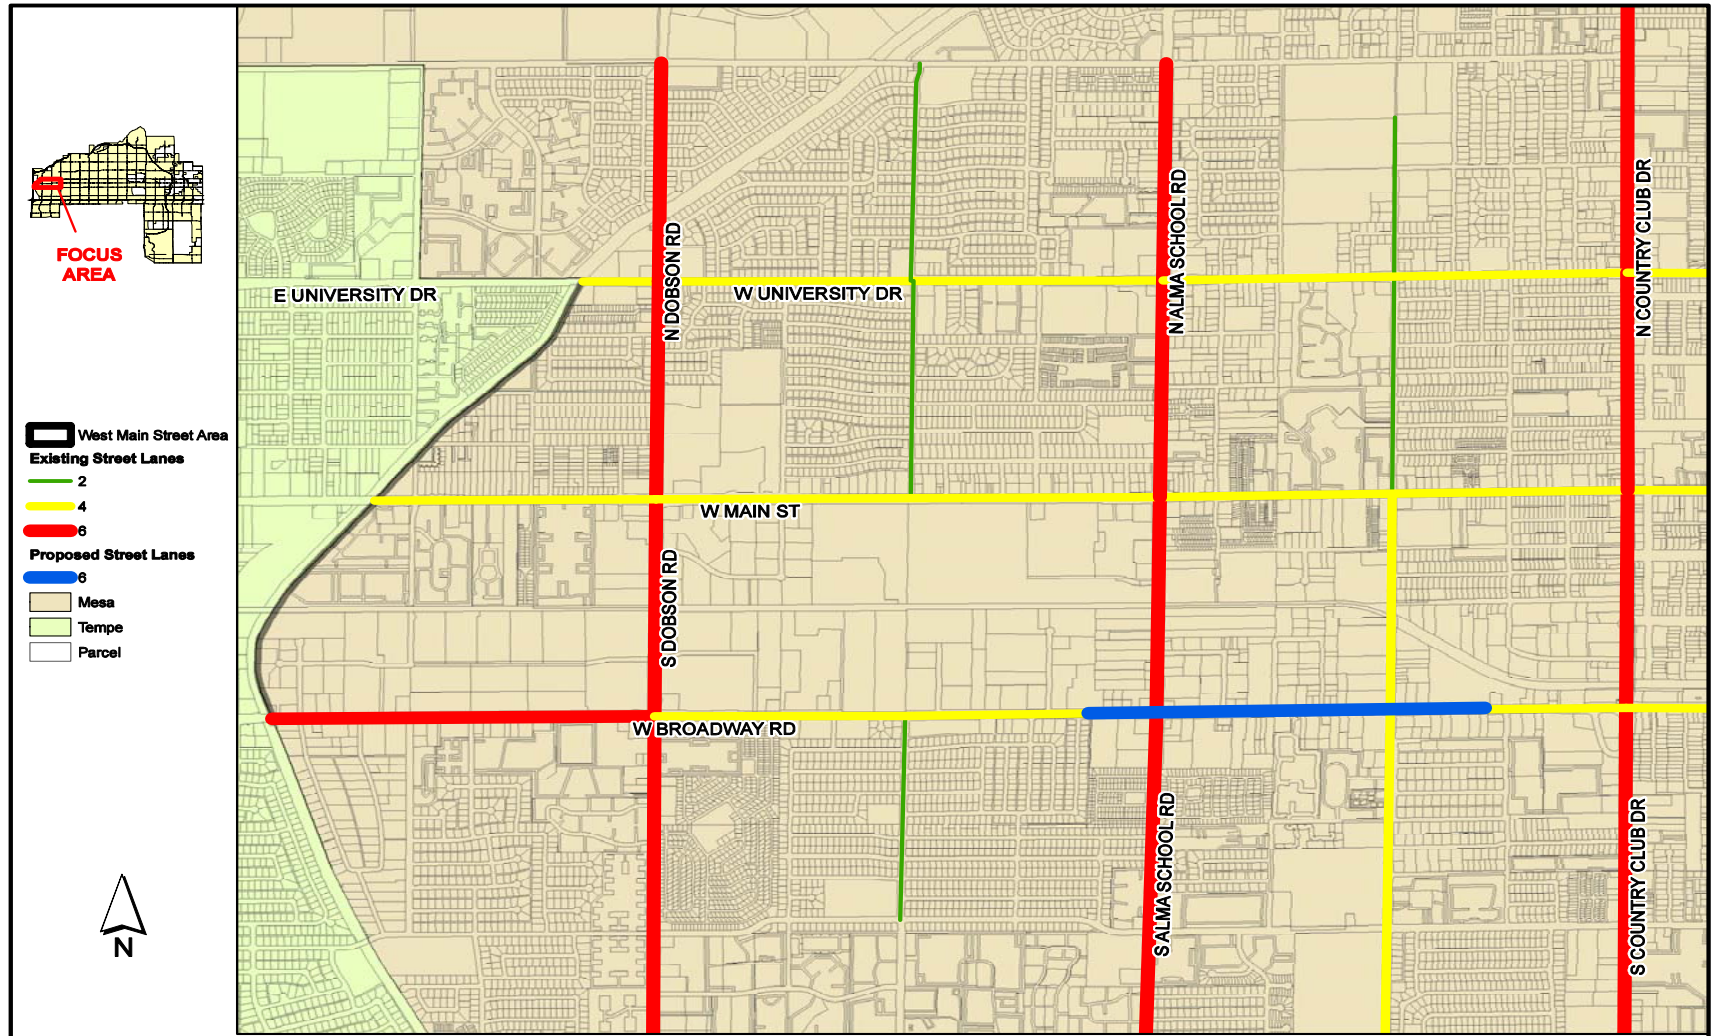 FOCUS
AREA
West Main Street Area
Existing Street Lanes
2
4
6
Proposed Street Lanes
6
Mesa
Tempe
Parcel
N
E UNIVERSITY DR
W UNIVERSITY DR
N DOBSON RD
N ALMA SCHOOL RD
N COUNTRY CLUB DR
W MAIN ST
S DOBSON RD
W BROADWAY RD
S ALMA SCHOOL RD
S COUNTRY CLUB DR